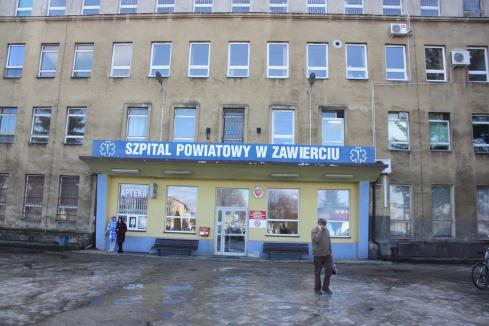 SZPITAL POWIATOWY W ZAWIERCIU
APTEKA